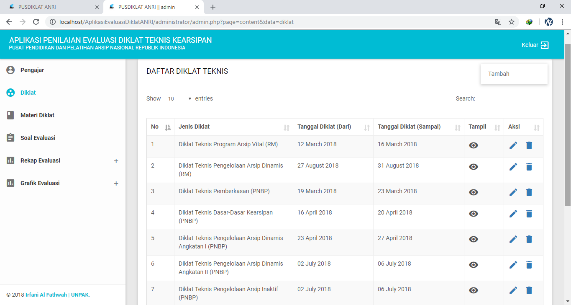 PUSDIKLAT ANRI
PUSDIKLAT ANRI | admin
localhost/AplikasiEvaluasiDiklatANRI/administrator/admin.php?page=content&data=diklat
APLIKASI PENILAIAN EVALUASI DIKLAT TEKNIS KEARSIPAN
PUSAT PENDIDIKAN DAN PELATIHAN ARSIP NASIONAL REPUBLIK INDONESIA
Keluar
Pengajar
Diklat
Materi Diklat
Soal Evaluasi
Rekap Evaluasi +
Grafik Evaluasi +
© 2018 Irfani Al Fathwah : UNPAK.
DAFTAR DIKLAT TEKNIS
Tambah
Show 10 entries
Search:
No Jenis Diklat Tanggal Diklat (Dari) Tanggal Diklat (Sampai) Tampil Aksi
1 Diklat Teknis Program Arsip Vital (RM) 12 March 2018 16 March 2018
2 Diklat Teknis Pengelolaan Arsip Dinamis 27 August 2018 31 August 2018
(RM)
3 Diklat Teknis Pemberkasan (PNBP) 19 March 2018 23 March 2018
4 Diklat Teknis Dasar-Dasar Kearsipan 16 April 2018 20 April 2018
(PNBP)
5 Diklat Teknis Pengelolaan Arsip Dinamis 23 April 2018 27 April 2018
Angkatan I (PNBP)
6 Diklat Teknis Pengelolaan Arsip Dinamis 02 July 2018 06 July 2018
Angkatan II (PNBP)
7 Diklat Teknis Pengelolaan Arsip Inaktif 02 July 2018 06 July 2018
(PNBP)